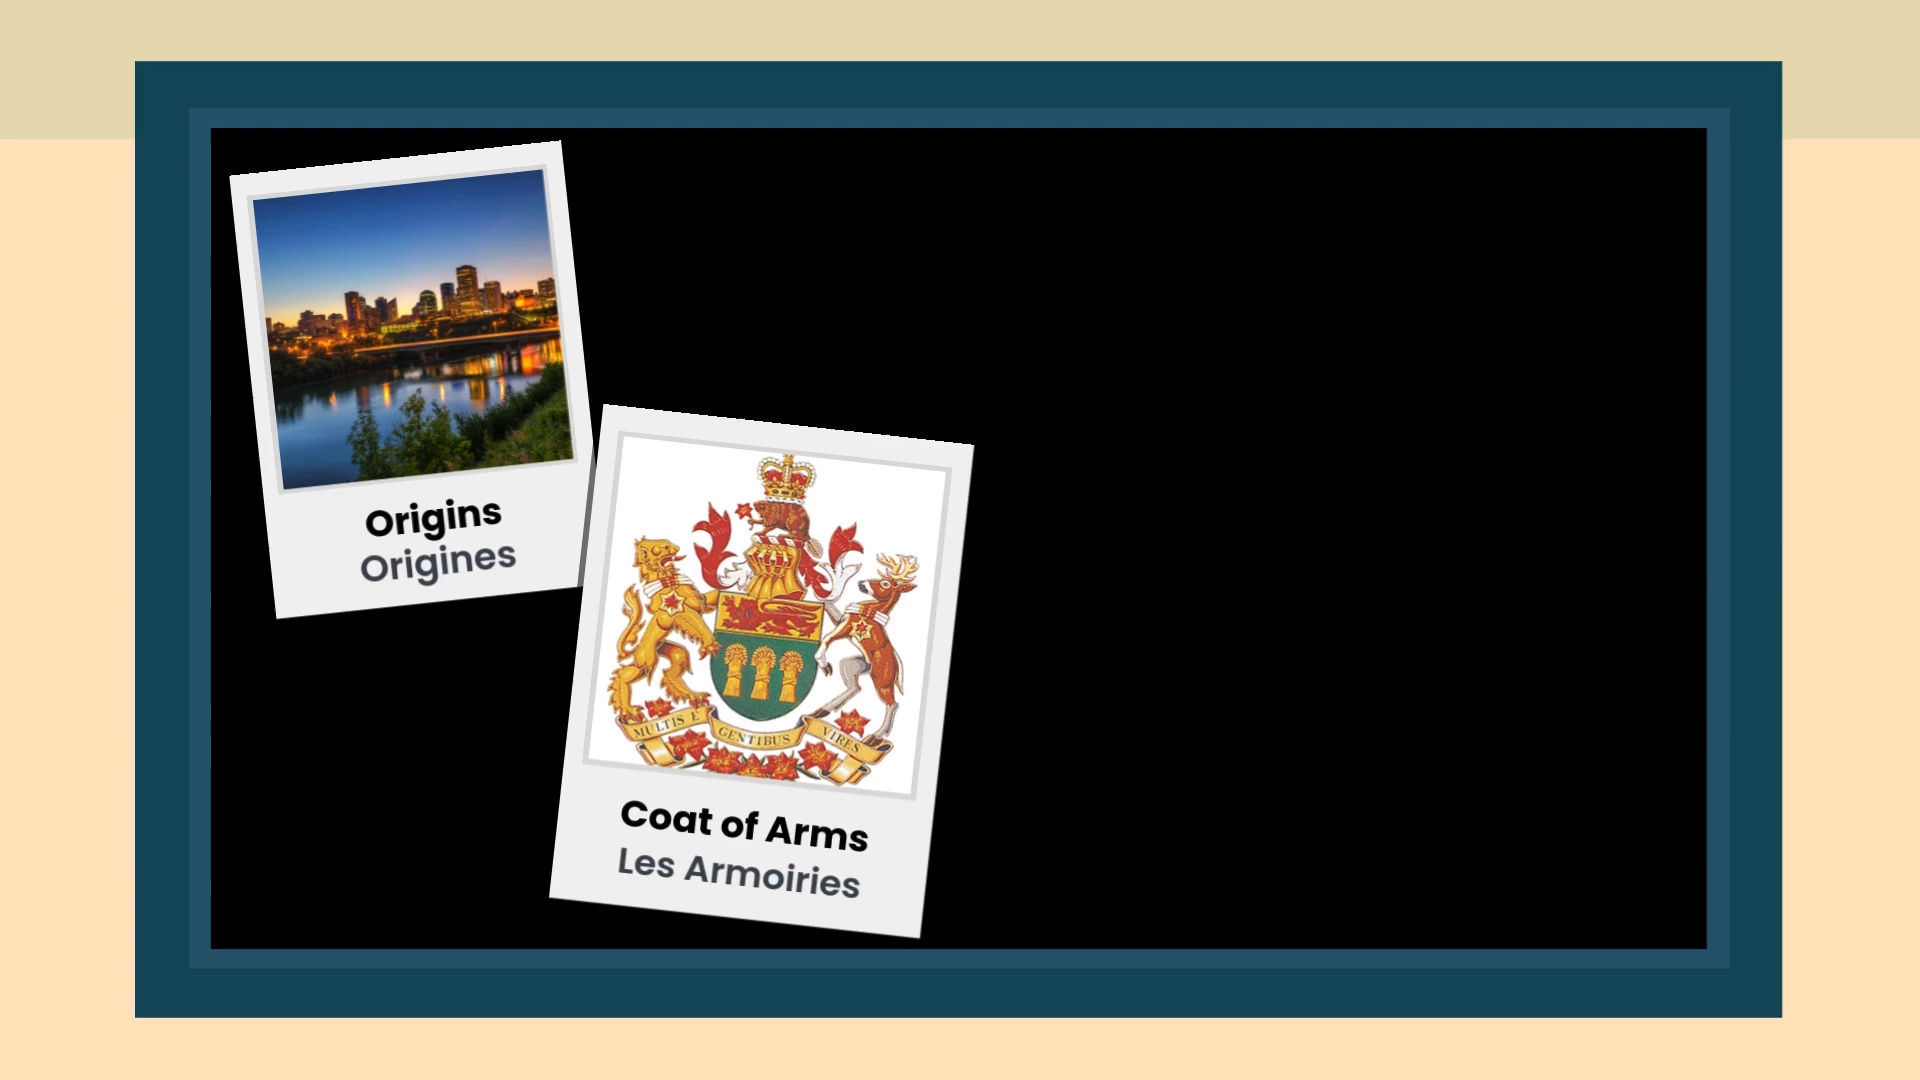 Origins
Origines
MULTIS E GENTIBUS VIRES
Coat of Arms
Les Armoiries